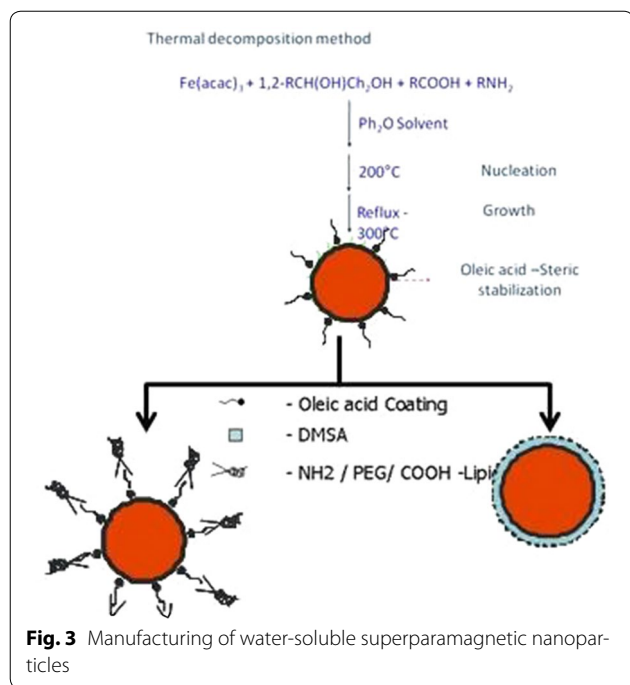 Thermal decomposition method
Fe(acac)₃ + 1,2-RCH(OH)Ch₂OH + RCOOH + RNH₂
Ph₂O Solvent
200°C Nucleation
Reflux - Growth
300°C
Oleic acid –Steric
stabilization
- Oleic acid Coating
- DMSA
- NH2 / PEG/ COOH -Lipi
Fig. 3 Manufacturing of water-soluble superparamagnetic nanopar-
ticles